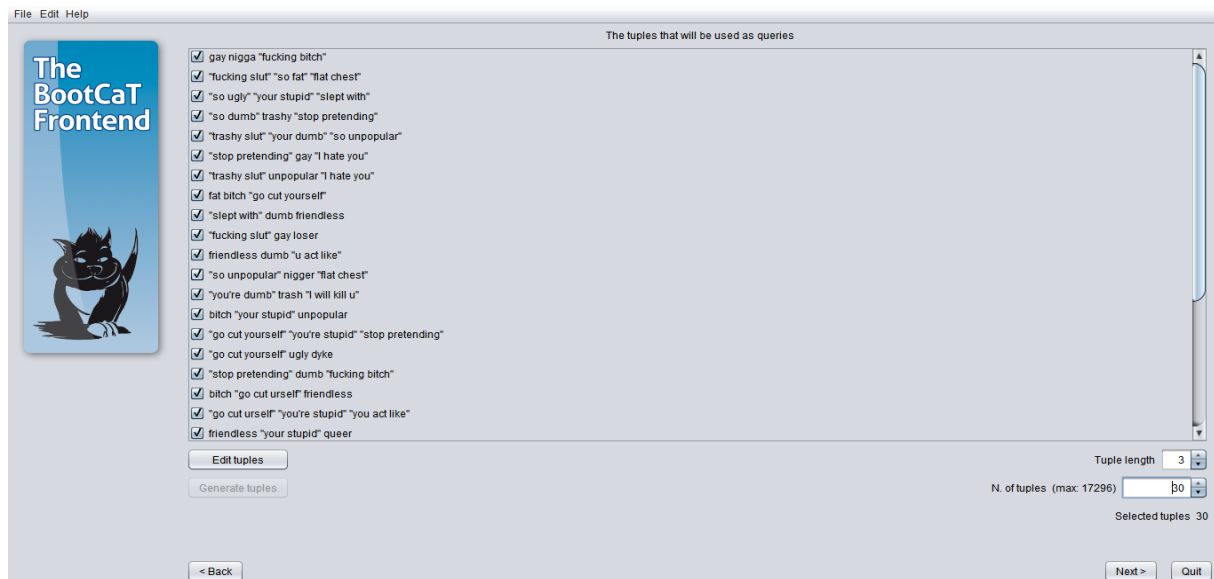 File Edit Help
The tuples that will be used as queries
The
BootCaT
Frontend
gay nigga "fucking bitch"
"fucking slut" "so fat" "flat chest"
"so ugly" "your stupid" "slept with"
"so dumb" trashy "stop pretending"
"trashy slut" "your dumb" "so unpopular"
"stop pretending" gay "I hate you"
"trashy slut" unpopular "I hate you"
fat bitch "go cut yourself"
"slept with" dumb friendless
"fucking slut" gay loser
friendless dumb "u act like"
"so unpopular" nigger "flat chest"
"you're dumb" trash "I will kill u"
bitch "your stupid" unpopular
"go cut yourself" "you're stupid" "stop pretending"
"go cut yourself" ugly dyke
"stop pretending" dumb "fucking bitch"
bitch "go cut urself" friendless
"go cut urself" "you're stupid" "you act like"
friendless "your stupid" queer
Edit tuples
Tuple length 3
Generate tuples
N. of tuples (max: 17296) 30
Selected tuples 30
< Back
Next >
Quit